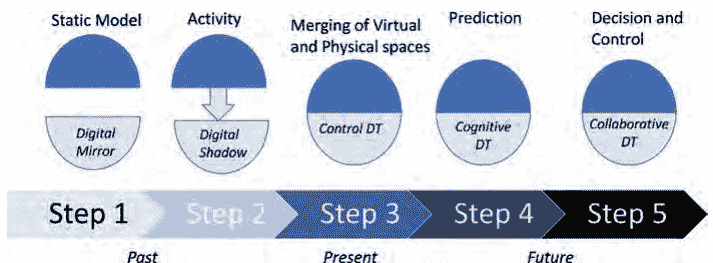 Static Model
Activity
Merging of Virtual
and Physical spaces
Prediction
Decision and
Control
Digital
Mirror
Digital
Shadow
Control DT
Cognitive
DT
Collaborative
DT
Step 1
Step 2
Step 3
Step 4
Step 5
Past
Present
Future